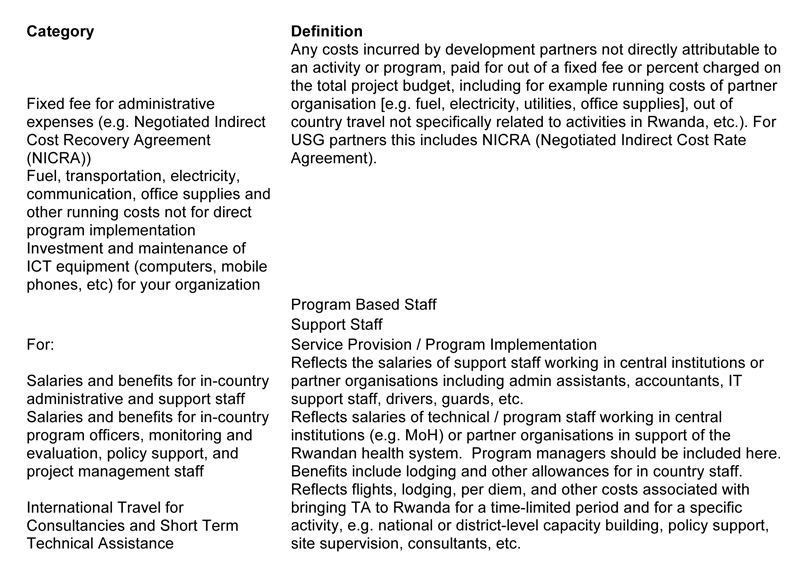 Category
Definition
Any costs incurred by development partners not directly attributable to
an activity or program, paid for out of a fixed fee or percent charged on
the total project budget, including for example running costs of partner
organisation [e.g. fuel, electricity, utilities, office supplies], out of
country travel not specifically related to activities in Rwanda, etc.). For
USG partners this includes NICRA (Negotiated Indirect Cost Rate
Agreement).
Fixed fee for administrative
expenses (e.g. Negotiated Indirect
Cost Recovery Agreement
(NICRA))
Fuel, transportation, electricity,
communication, office supplies and
other running costs not for direct
program implementation
Investment and maintenance of
ICT equipment (computers, mobile
phones, etc) for your organization
Program Based Staff
Support Staff
For:
Service Provision / Program Implementation
Salaries and benefits for in-country
administrative and support staff
Reflects the salaries of support staff working in central institutions or
partner organisations including admin assistants, accountants, IT
support staff, drivers, guards, etc.
Salaries and benefits for in-country
program officers, monitoring and
evaluation, policy support, and
project management staff
Reflects salaries of technical / program staff working in central
institutions (e.g. MoH) or partner organisations in support of the
Rwandan health system.  Program managers should be included here.
Benefits include lodging and other allowances for in country staff.
International Travel for
Consultancies and Short Term
Technical Assistance
Reflects flights, lodging, per diem, and other costs associated with
bringing TA to Rwanda for a time-limited period and for a specific
activity, e.g. national or district-level capacity building, policy support,
site supervision, consultants, etc.